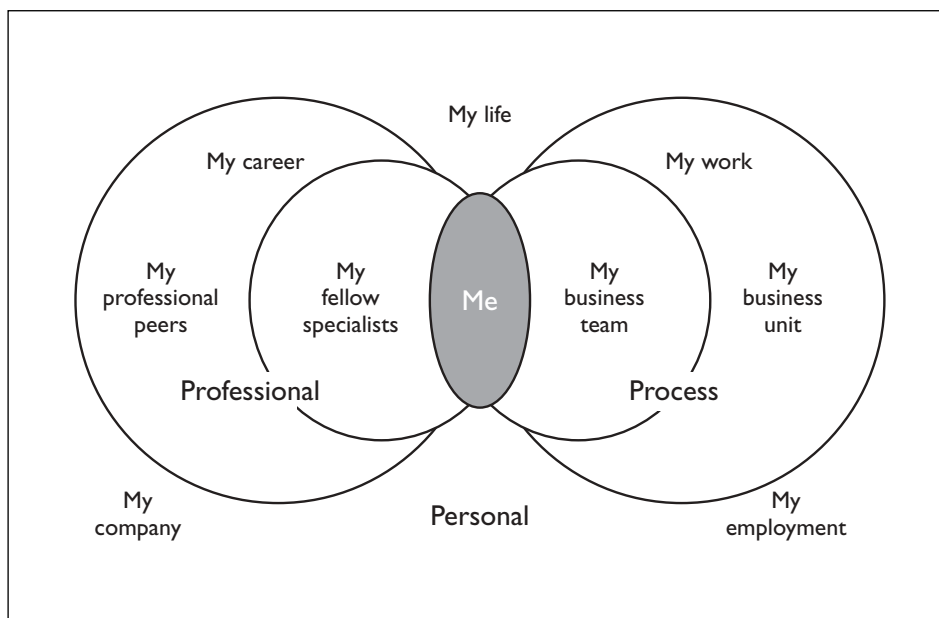 My life
My career
My work
My
professional
peers
My
fellow
specialists
Me
My
business
team
My
business
unit
Professional
Process
My
company
Personal
My
employment